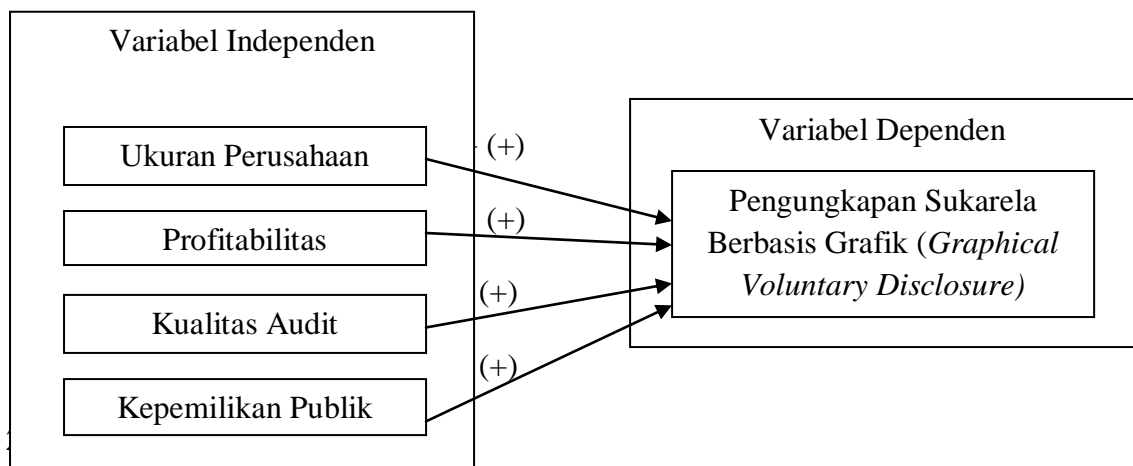 Variabel Independen
Ukuran Perusahaan
Profitabilitas
Kualitas Audit
Kepemilikan Publik
(+)
(+)
(+)
(+)
Variabel Dependen
Pengungkapan Sukarela
Berbasis Grafik (Graphical
Voluntary Disclosure)